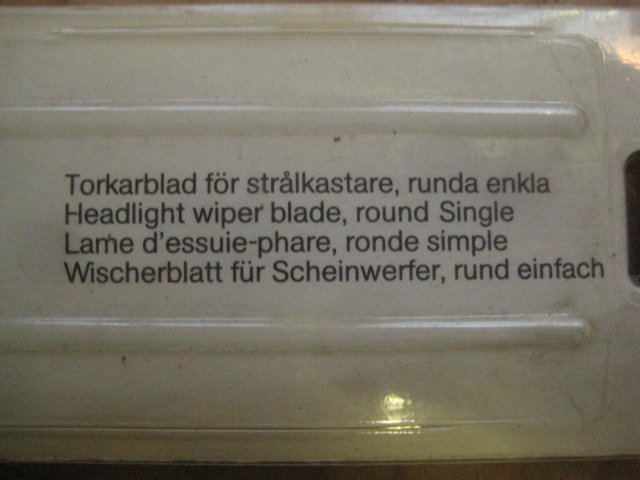 Torkarblad för strålkastare, runda enkla
Headlight wiper blade, round Single
Lame d'essuie-phare, ronde simple
Wischerblatt für Scheinwerfer, rund einfach